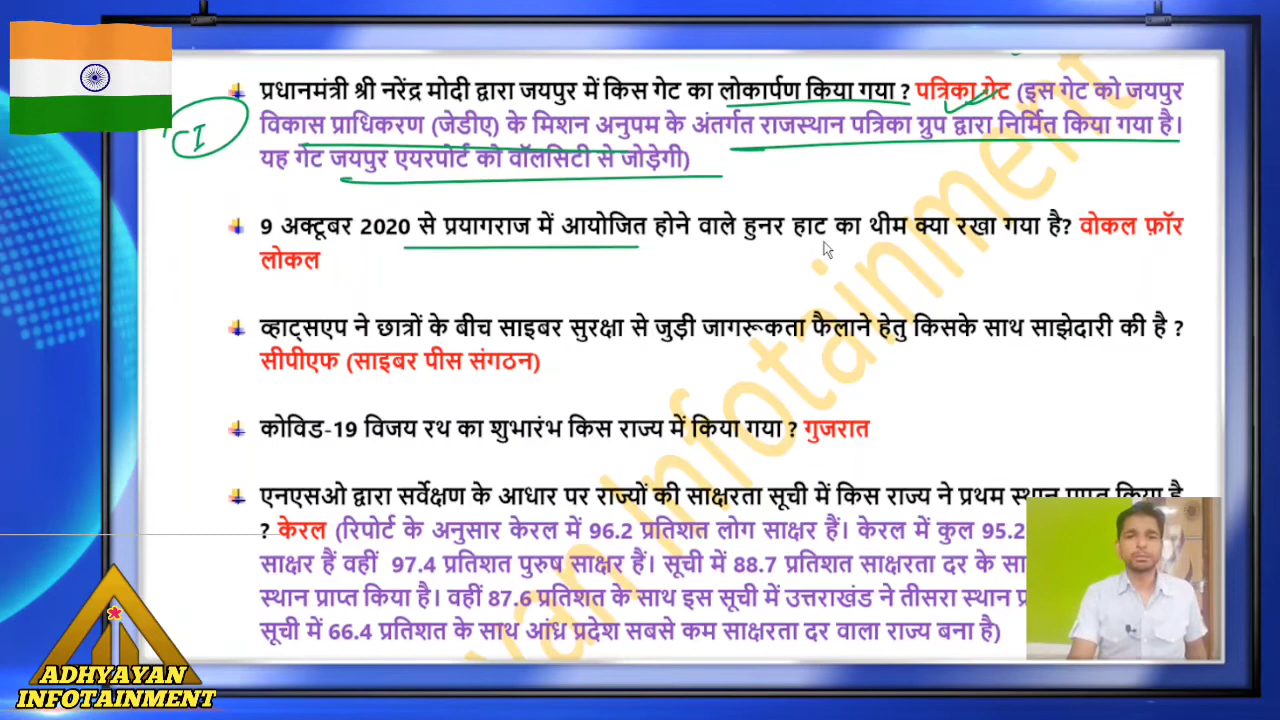 प्रधानमंत्री श्री नरेंद्र मोदी द्वारा जयपुर में किस गेट का लोकार्पण किया गया ? पत्रिका गेट (इस गेट को जयपुर
विकास प्राधिकरण (जेडीए) के मिशन अनुपम के अंतर्गत राजस्थान पत्रिका ग्रुप द्वारा निर्मित किया गया है।
यह गेट जयपुर एयरपोर्ट को वॉलसिटी से जोड़ेगी)
CI
9 अक्टूबर 2020 से प्रयागराज में आयोजित होने वाले हुनर हाट का थीम क्या रखा गया है? वोकल फ़ॉर
लोकल
व्हाट्सएप ने छात्रों के बीच साइबर सुरक्षा से जुड़ी जागरूकता फैलाने हेतु किसके साथ साझेदारी की है ?
सीपीएफ (साइबर पीस संगठन)
कोविड-19 विजय रथ का शुभारंभ किस राज्य में किया गया ? गुजरात
एनएसओ द्वारा सर्वेक्षण के आधार पर राज्यों की साक्षरता सूची में किस राज्य ने प्रथम स्थान प्राप्त किया है
? केरल (रिपोर्ट के अनुसार केरल में 96.2 प्रतिशत लोग साक्षर हैं। केरल में कुल 95.2
साक्षर हैं वहीं 97.4 प्रतिशत पुरुष साक्षर हैं। सूची में 88.7 प्रतिशत साक्षरता दर के
स्थान प्राप्त किया है। वहीं 87.6 प्रतिशत के साथ इस सूची में उत्तराखंड ने तीसरा स्थान
सूची में 66.4 प्रतिशत के साथ आंध्र प्रदेश सबसे कम साक्षरता दर वाला राज्य बना है)
ADHYAYAN
INFOTAINMENT